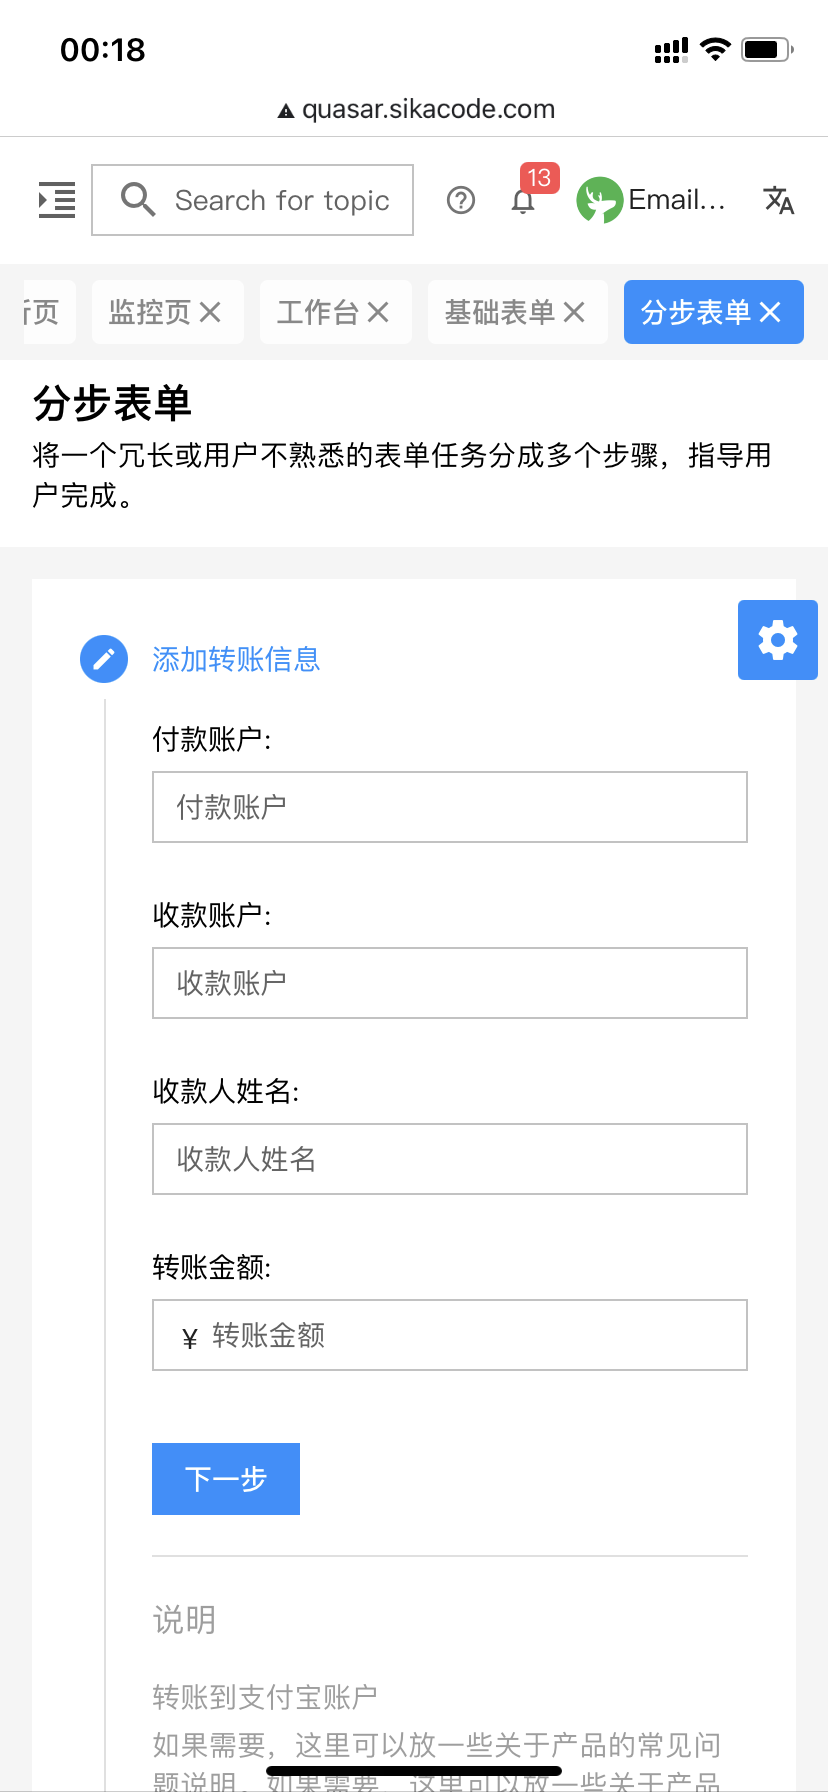 00:18
quasar.sikacode.com
Search for topic
13
Email...
页 监控页 工作台 基础表单 分步表单
分步表单
将一个冗长或用户不熟悉的表单任务分成多个步骤，指导用
户完成。
添加转账信息
付款账户:
付款账户
收款账户:
收款账户
收款人姓名:
收款人姓名
转账金额:
¥ 转账金额
下一步
说明
转账到支付宝账户
如果需要，这里可以放一些关于产品的常见问
题说明。如果需要，这里可以放一些关于产品